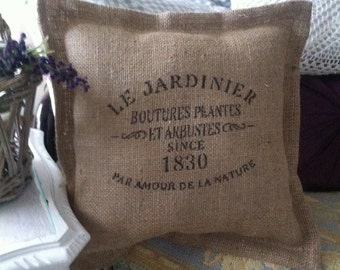 LE JARDINIER
BOUTURES PLANTES
ET ARBUSTES
SINCE
1830
PAR AMOUR DE LA NATURE